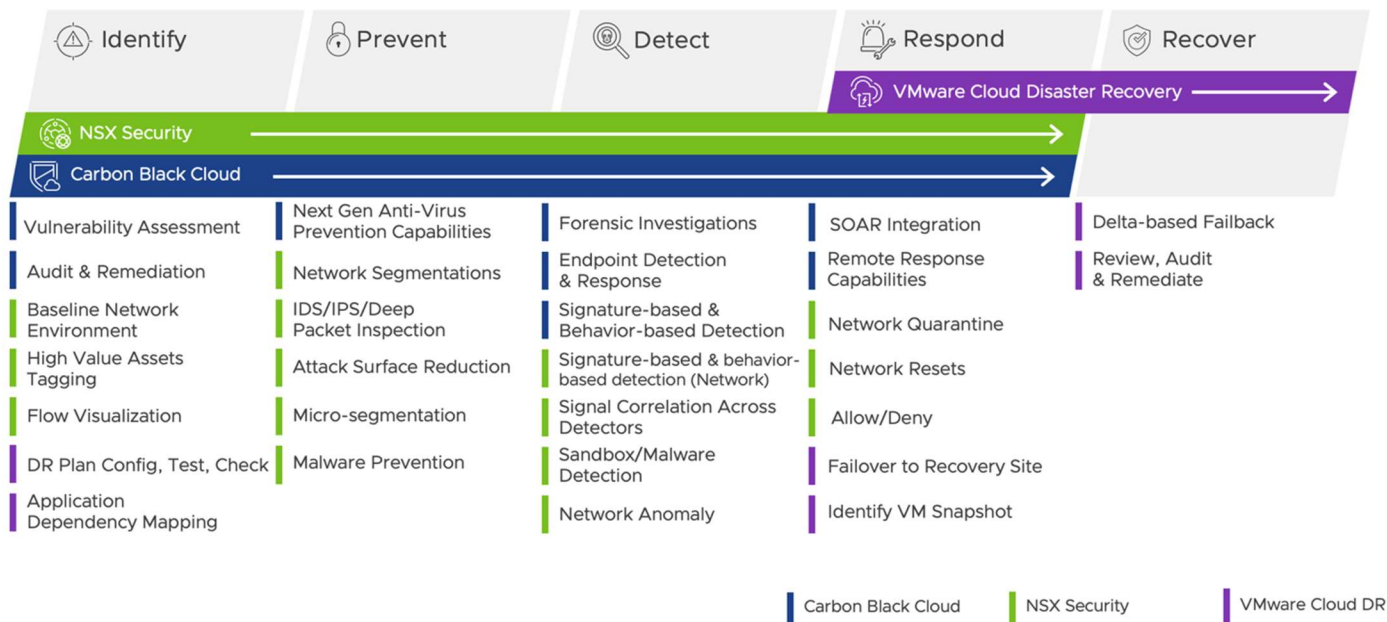 Identify
Prevent
Detect
Respond
Recover
VMware Cloud Disaster Recovery
NSX Security
Carbon Black Cloud
Vulnerability Assessment
Audit & Remediation
Baseline Network
Environment
High Value Assets
Tagging
Flow Visualization
DR Plan Config, Test, Check
Application
Dependency Mapping
Next Gen Anti-Virus
Prevention Capabilities
Network Segmentations
IDS/IPS/Deep
Packet Inspection
Attack Surface Reduction
Micro-segmentation
Malware Prevention
Forensic Investigations
Endpoint Detection
& Response
Signature-based &
Behavior-based Detection
Signature-based & behavior-
based detection (Network)
Signal Correlation Across
Detectors
Sandbox/Malware
Detection
Network Anomaly
SOAR Integration
Remote Response
Capabilities
Network Quarantine
Network Resets
Allow/Deny
Failover to Recovery Site
Identify VM Snapshot
Delta-based Failback
Review, Audit
& Remediate
Carbon Black Cloud
NSX Security
VMware Cloud DR